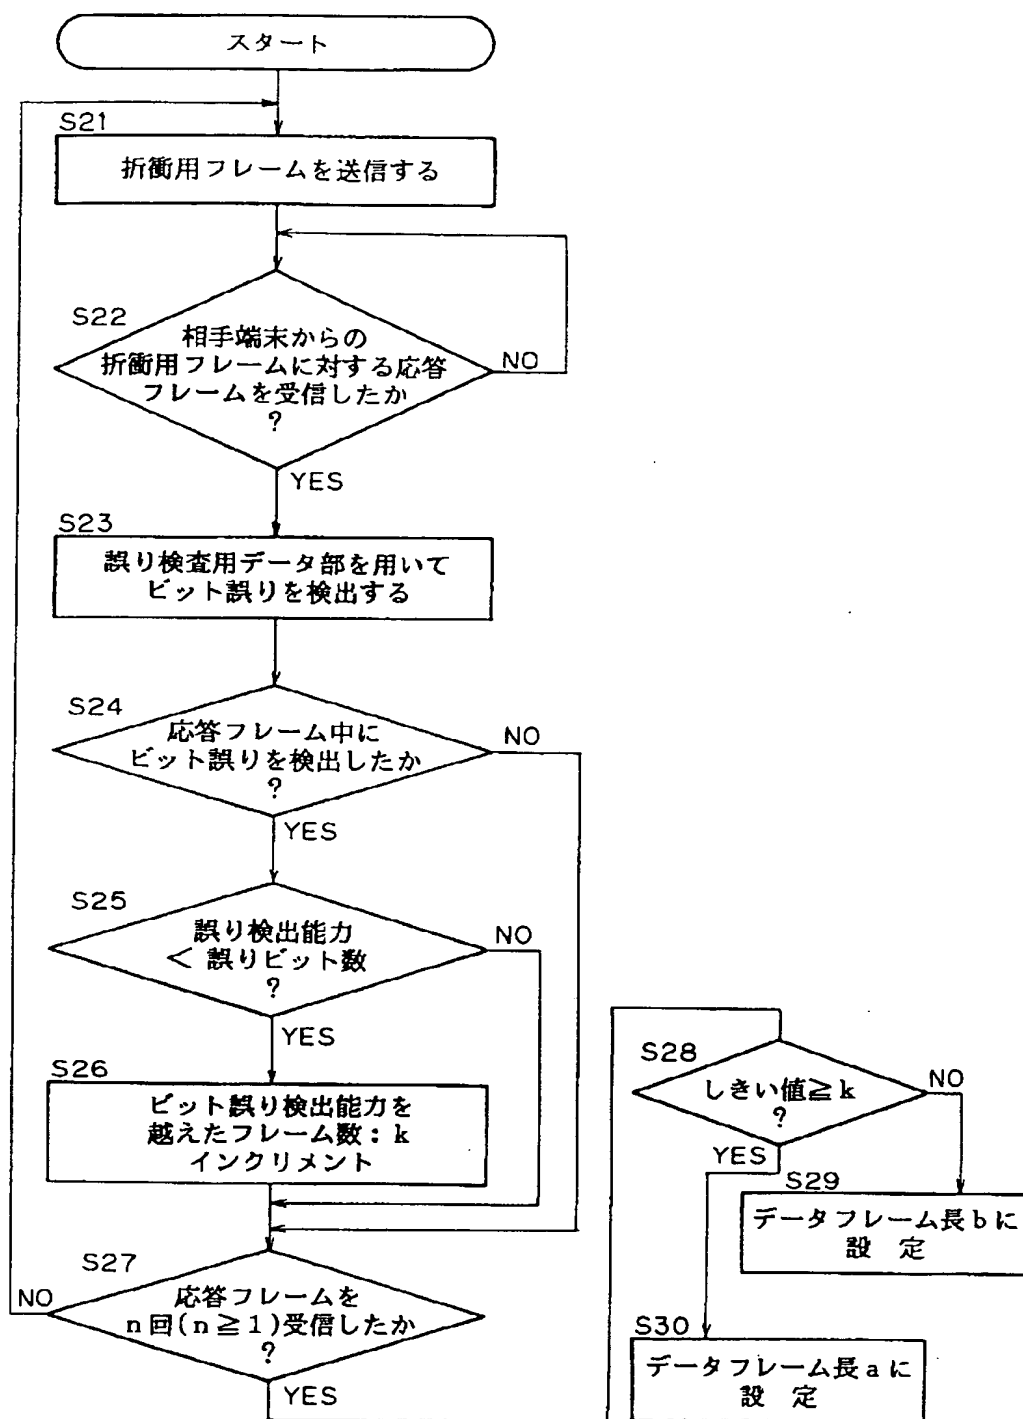 スタート
S21
折衝用フレームを送信する
S22
相手端末からの
折衝用フレームに対する応答
フレームを受信したか
?
NO
YES
S23
誤り検査用データ部を用いて
ビット誤りを検出する
S24
応答フレーム中に
ビット誤りを検出したか
?
NO
YES
S25
誤り検出能力
< 誤りビット数
?
NO
YES
S26
ビット誤り検出能力を
越えたフレーム数:k
インクリメント
S27
応答フレームを
n回(n≧1)受信したか
?
NO
YES
S28
しきい値≧k
?
NO
YES
S29
データフレーム長bに
設 定
S30
データフレーム長aに
設 定